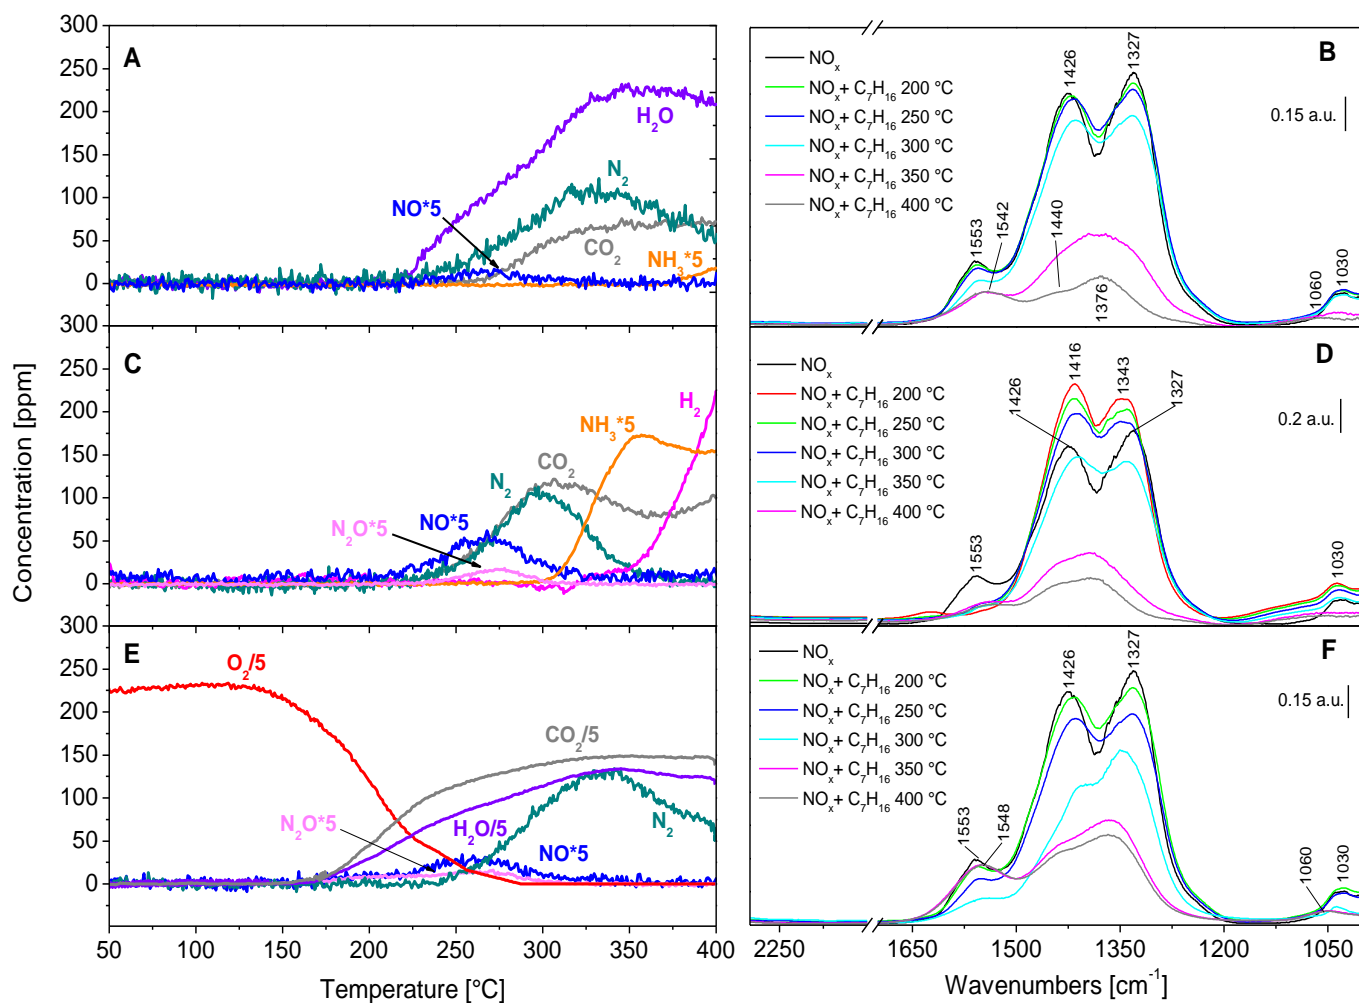 Concentration [ppm]
300
250
200
150
100
50
0
A
H2O
N2
NO*5
CO2
NH3*5
300
250
200
150
100
50
0
C
H2
NH3*5
CO2
N2
NO*5
N2O*5
300
250
200
150
100
50
0
E
O2/5
CO2/5
N2O*5
H2O/5
NO*5
N2
50 100 150 200 250 300 350 400
Temperature [°C]
B
NOx
NOx+ C7H16 200 °C
NOx+ C7H16 250 °C
NOx+ C7H16 300 °C
NOx+ C7H16 350 °C
NOx+ C7H16 400 °C
1426
1327
0.15 a.u.
1553
1542
1440
1376
1060
1030
D
NOx
NOx+ C7H16 200 °C
NOx+ C7H16 250 °C
NOx+ C7H16 300 °C
NOx+ C7H16 350 °C
NOx+ C7H16 400 °C
1416
1343
1426
1327
0.2 a.u.
1553
1030
F
NOx
NOx+ C7H16 200 °C
NOx+ C7H16 250 °C
NOx+ C7H16 300 °C
NOx+ C7H16 350 °C
NOx+ C7H16 400 °C
1426
1327
0.15 a.u.
1553
1548
1060
1030
2250 1650 1500 1350 1200 1050
Wavenumbers [cm-1]